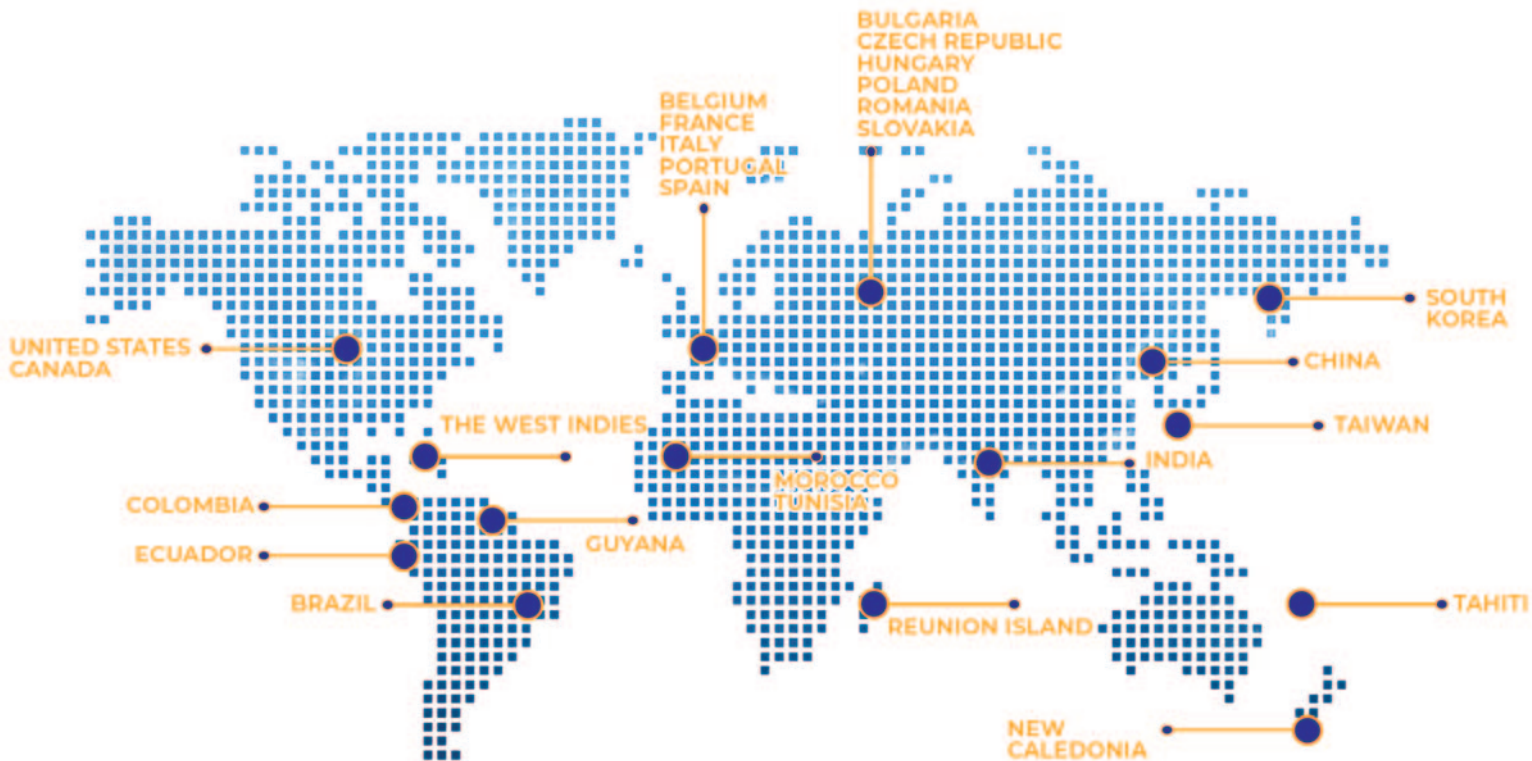 BULGARIA
CZECH REPUBLIC
HUNGARY
POLAND
ROMANIA
SLOVAKIA
BELGIUM
FRANCE
ITALY
PORTUGAL
SPAIN
SOUTH
KOREA
UNITED STATES
CANADA
CHINA
THE WEST INDIES
TAIWAN
INDIA
MOROCCO
TUNISIA
COLOMBIA
GUYANA
ECUADOR
BRAZIL
TAHITI
REUNION ISLAND
NEW
CALEDONIA